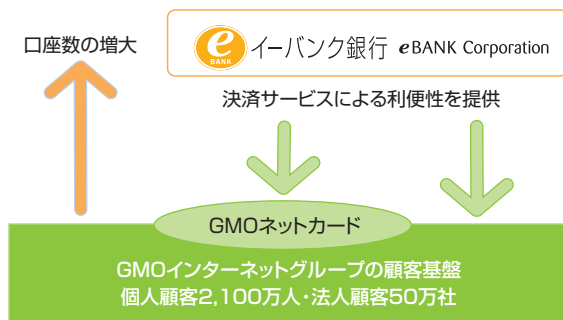 口座数の増大
e
BANK
イーバンク銀行 eBANK Corporation
決済サービスによる利便性を提供
GMOネットカード
GMOインターネットグループの顧客基盤
個人顧客2,100万人・法人顧客50万社